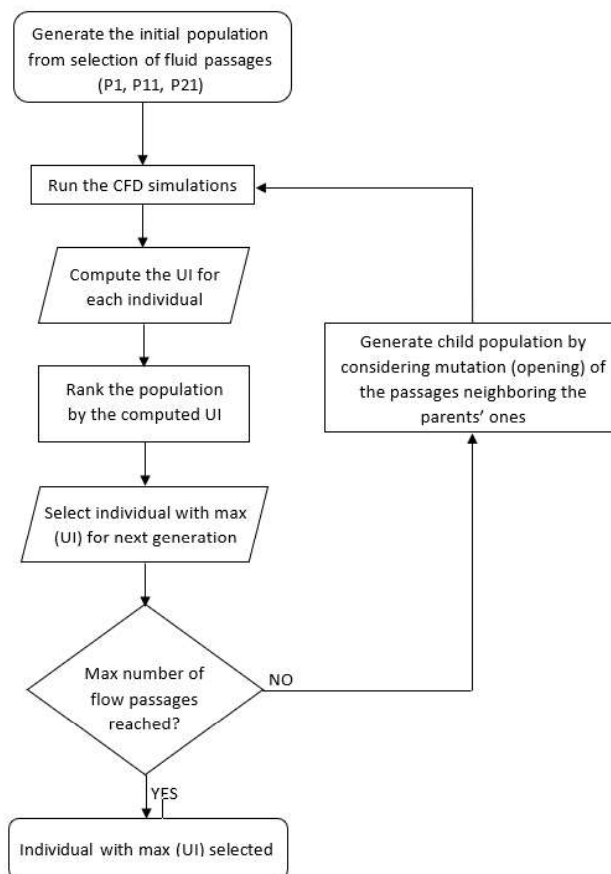 Generate the initial population
from selection of fluid passages
(P1, P11, P21)
Run the CFD simulations
Compute the UI for
each individual
Rank the population
by the computed UI
Select individual with max
(UI) for next generation
Max number of
flow passages
reached?
NO
Generate child population by
considering mutation (opening) of
the passages neighboring the
parents’ ones
YES
Individual with max (UI) selected